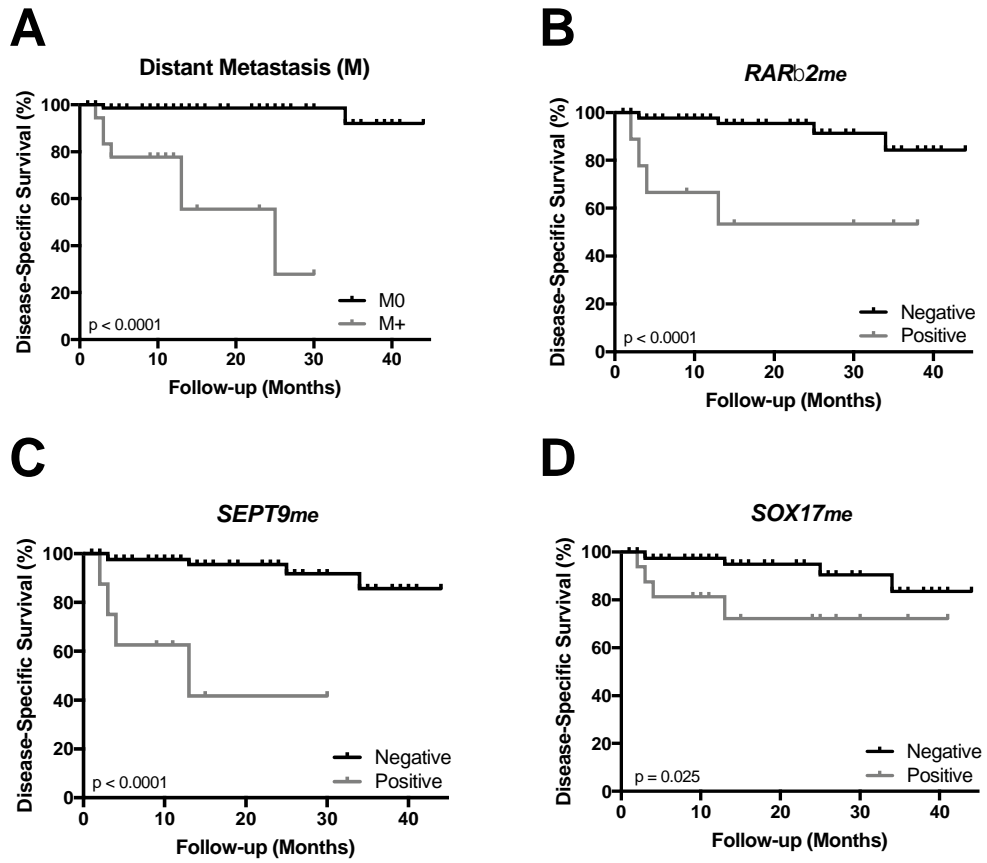 A
Distant Metastasis (M)
Disease-Specific Survival (%)
100
80
60
40
20
0
p < 0.0001
M0
M+
0 10 20 30 40
Follow-up (Months)
B
RARb2me
Disease-Specific Survival (%)
100
80
60
40
20
0
p < 0.0001
Negative
Positive
0 10 20 30 40
Follow-up (Months)
C
SEPT9me
Disease-Specific Survival (%)
100
80
60
40
20
0
p < 0.0001
Negative
Positive
0 10 20 30 40
Follow-up (Months)
D
SOX17me
Disease-Specific Survival (%)
100
80
60
40
20
0
p = 0.025
Negative
Positive
0 10 20 30 40
Follow-up (Months)